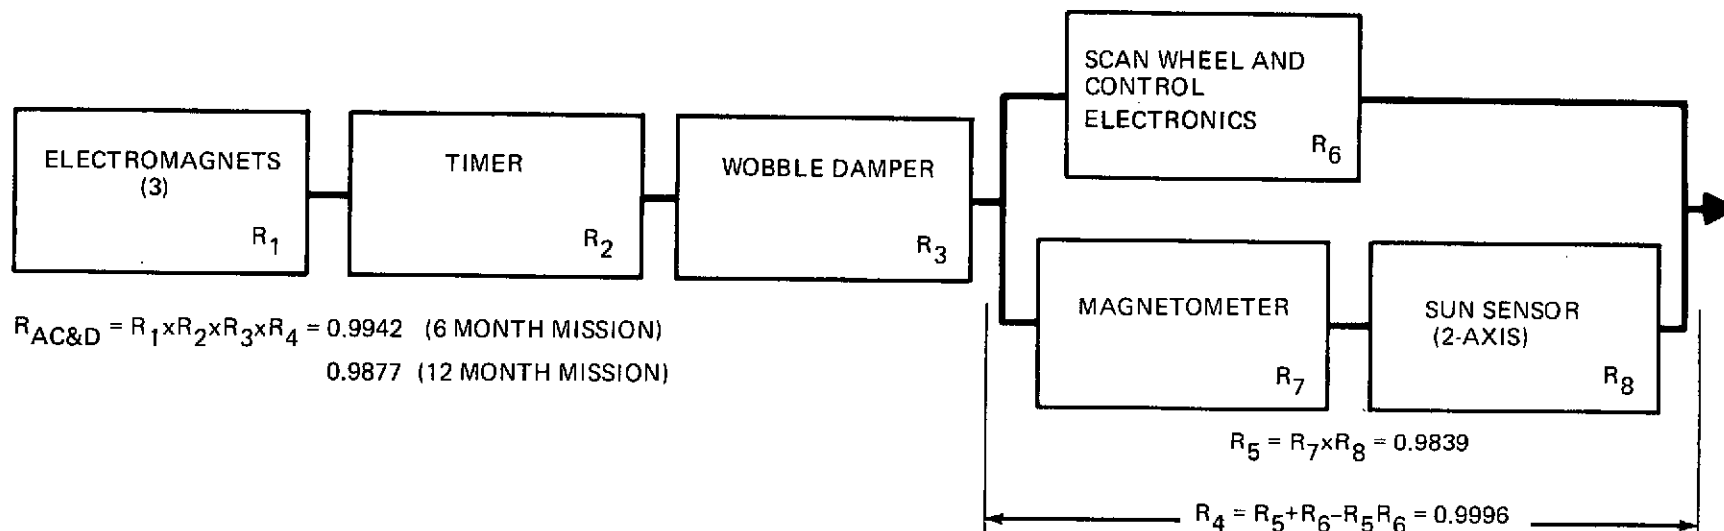 ELECTROMAGNETS
(3)
R1
TIMER
R2
WOBBLE DAMPER
R3
SCAN WHEEL AND
CONTROL
ELECTRONICS
R6
MAGNETOMETER
R7
SUN SENSOR
(2-AXIS)
R8
RAC&D = R1xR2xR3xR4 = 0.9942 (6 MONTH MISSION)
0.9877 (12 MONTH MISSION)
R5 = R7xR8 = 0.9839
R4 = R5+R6–R5R6 = 0.9996